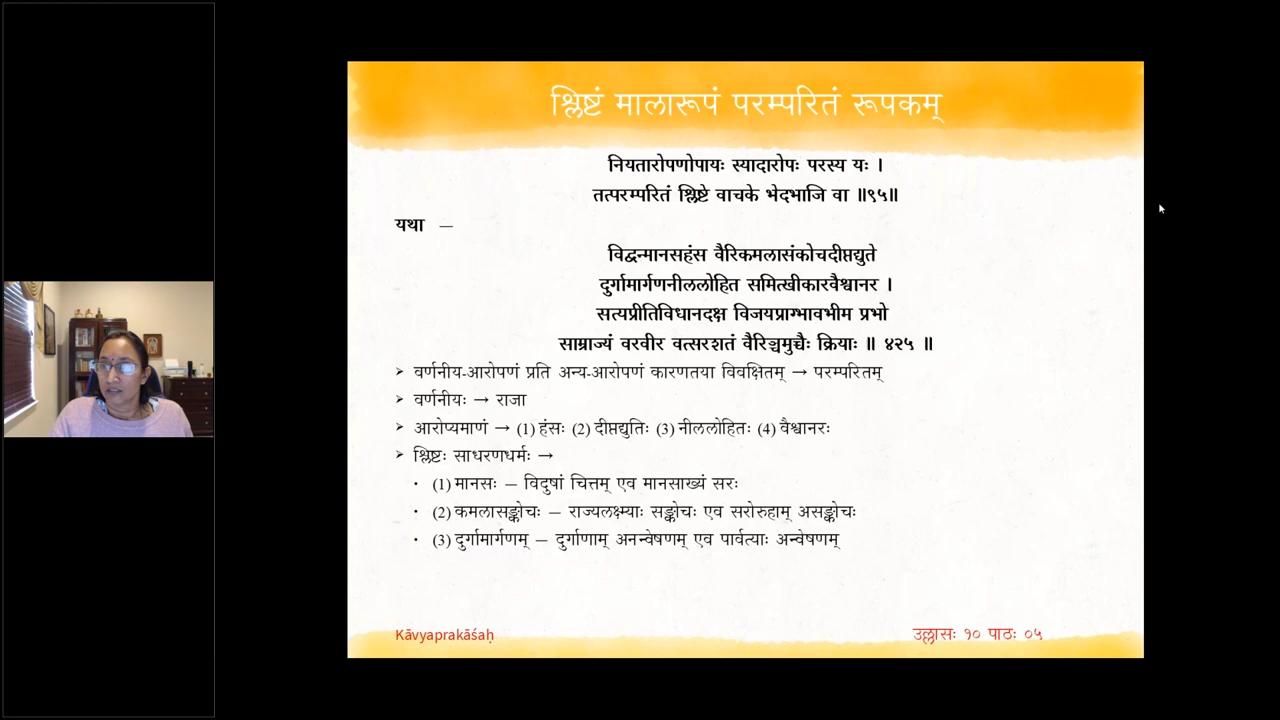 श्लिष्टं मालारूपं परम्परितं रूपकम्
नियतारोपणोपायः स्यादारोपः परस्य यः ।
तत्परम्परितं श्लिष्टे वाचके भेदभाजि वा ॥९५॥
यथा –
विद्वन्मानसहंस वैरिकमलासंकोचदीप्तद्युते
दुर्गामार्गणनीललोहित समित्स्वीकारवैश्वानर ।
सत्यप्रीतिविधानदक्ष विजयप्राग्भावभीम प्रभो
साम्राज्यं वरवीर वत्सरशतं वैरिञ्चमुच्चैः क्रियाः ॥ ४२५ ॥
➢ वर्णनीय-आरोपणं प्रति अन्य-आरोपणं कारणतया विवक्षितम् → परम्परितम्
➢ वर्णनीयः → राजा
➢ आरोप्यमाणं → (1) हंसः (2) दीप्तद्युतिः (3) नीललोहितः (4) वैश्वानरः
➢ श्लिष्टः साधरणधर्मः →
• (1) मानसः – विदुषां चित्तम् एव मानसाख्यं सरः
• (2) कमलासङ्कोचः – राज्यलक्ष्म्याः सङ्कोचः एव सरोरुहाम् असङ्कोचः
• (3) दुर्गामार्गणम् – दुर्गाणाम् अनन्वेषणम् एव पार्वत्याः अन्वेषणम्
Kāvyaprakāśaḥ उल्लासः १० पाठः ०५